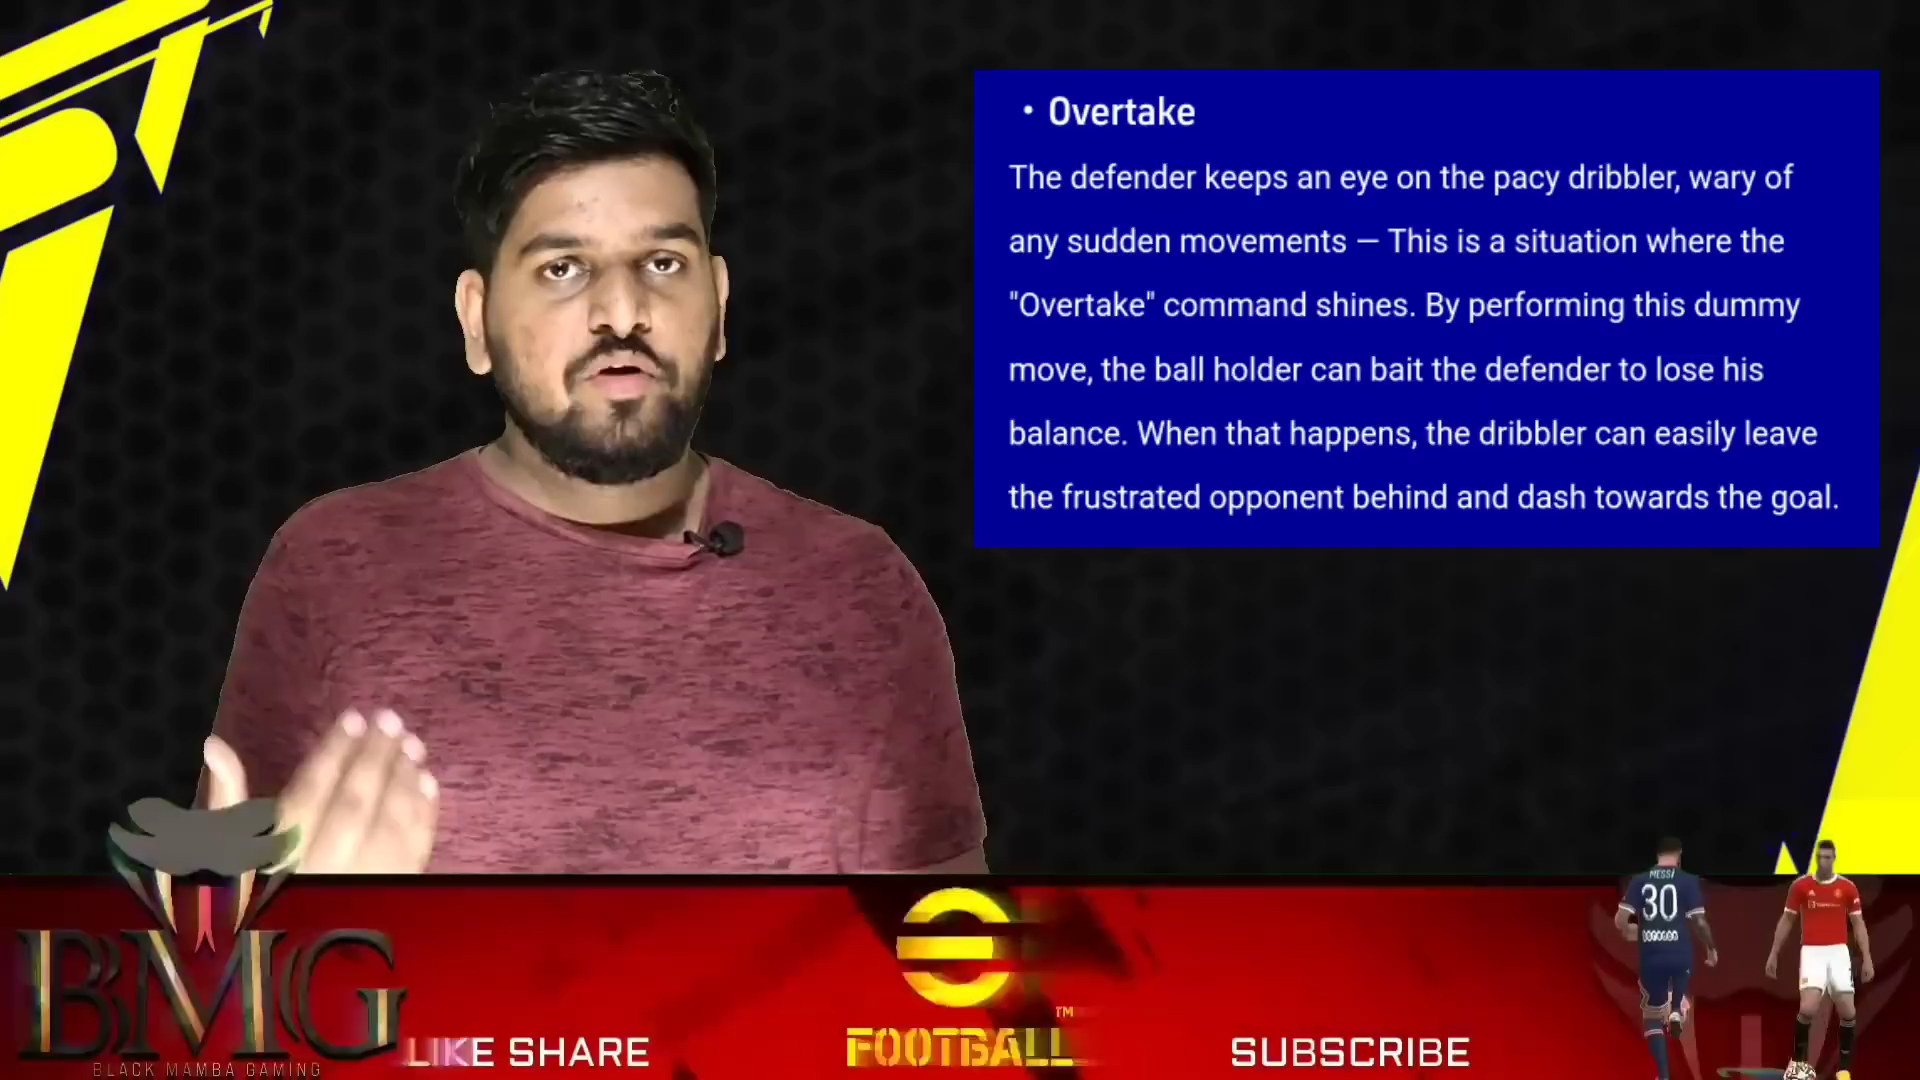 • Overtake
The defender keeps an eye on the pacy dribbler, wary of
any sudden movements — This is a situation where the
"Overtake" command shines. By performing this dummy
move, the ball holder can bait the defender to lose his
balance. When that happens, the dribbler can easily leave
the frustrated opponent behind and dash towards the goal.
MESSI
30
BMG
BLACK MAMBA GAMING
LIKE SHARE
FOOTBALL™
SUBSCRIBE